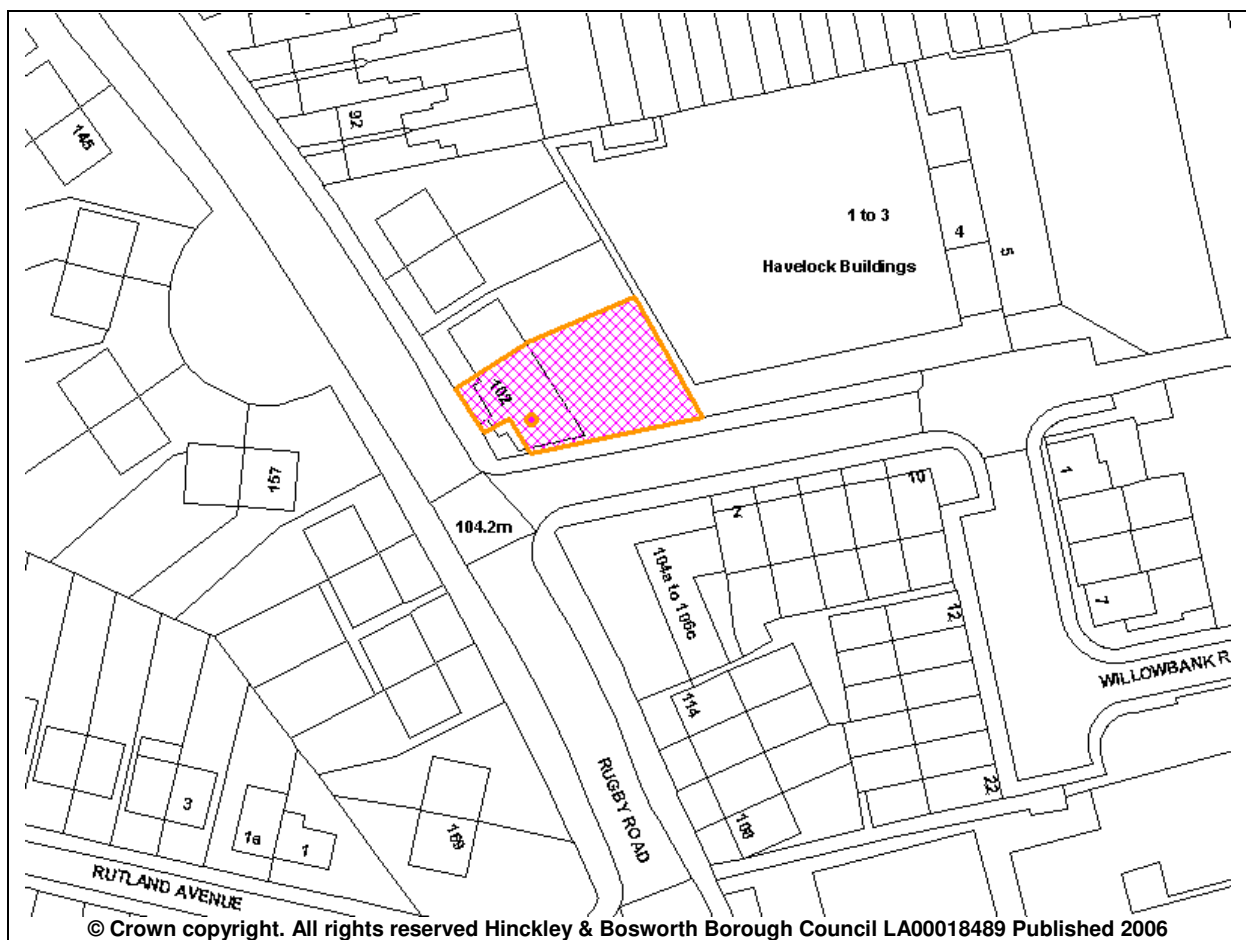 145
92
1 to 3
4
5
Havelock Buildings
102
157
104.2m
2
10
1
104a to 106c
7
12
WILLOWBANK R
114
3
RUGBY ROAD
22
1a
1
169
108
RUTLAND AVENUE
© Crown copyright. All rights reserved Hinckley & Bosworth Borough Council LA00018489 Published 2006